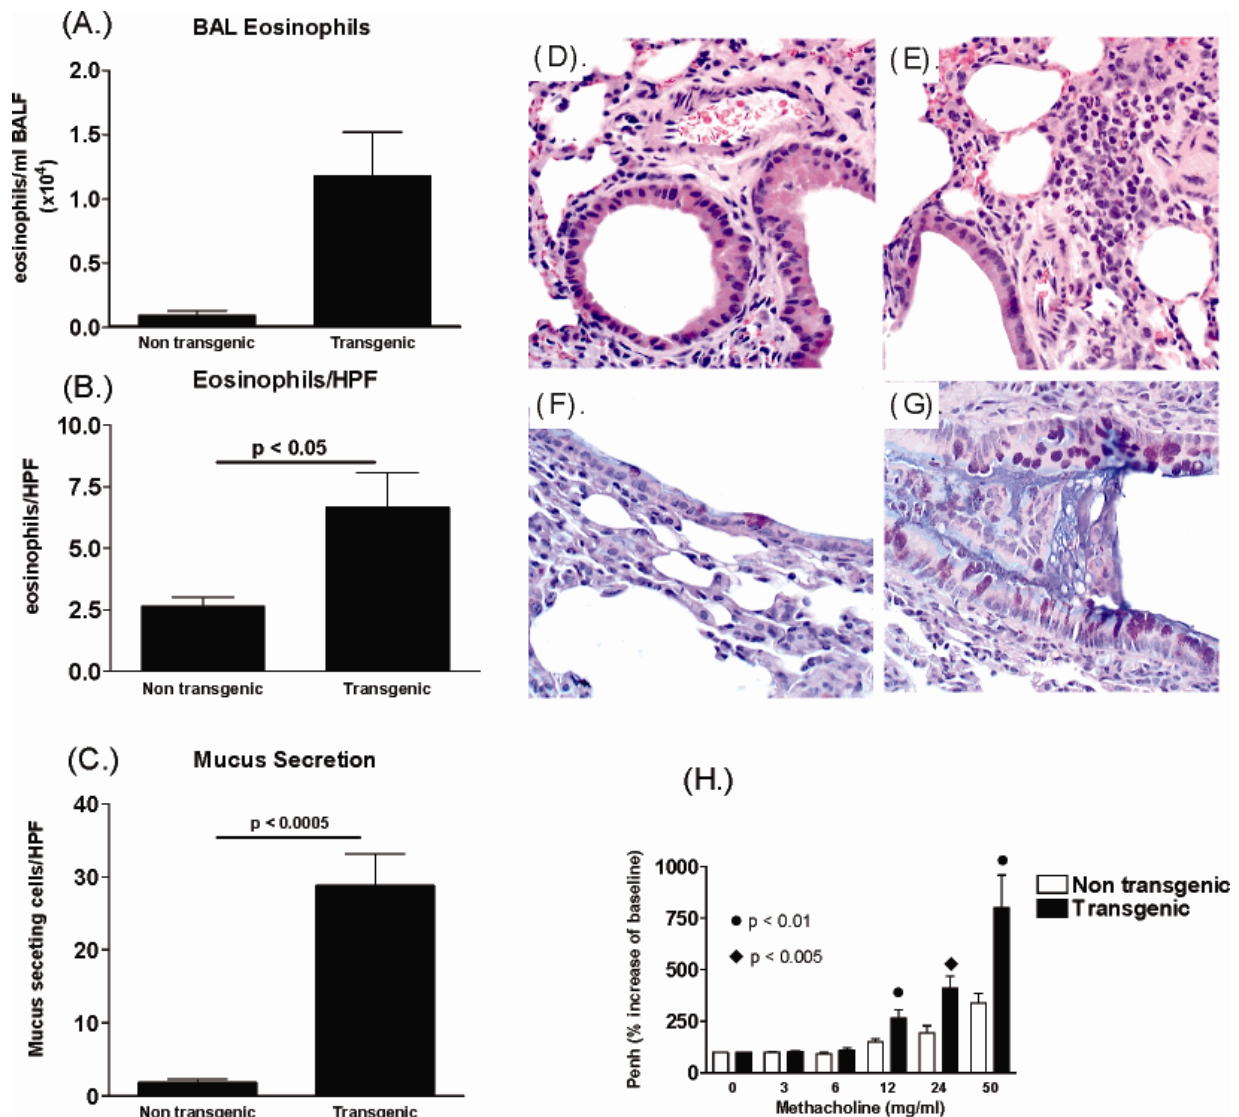 (A.)
BAL Eosinophils
eosinophils/ml BALF
(x10⁴)
2.0
1.5
1.0
0.5
0.0
Non transgenic Transgenic
(B.)
Eosinophils/HPF
eosinophils/HPF
10.0
7.5
5.0
2.5
0.0
p < 0.05
Non transgenic Transgenic
(C.)
Mucus Secretion
Mucus seceting cells/HPF
40
30
20
10
0
p < 0.0005
Non transgenic Transgenic
(D).
(E).
(F).
(G).
(H.)
Penh (% increase of baseline)
1000
750
500
250
0
● p < 0.01
◆ p < 0.005
Non transgenic
Transgenic
0 3 6 12 24 50
Methacholine (mg/ml)